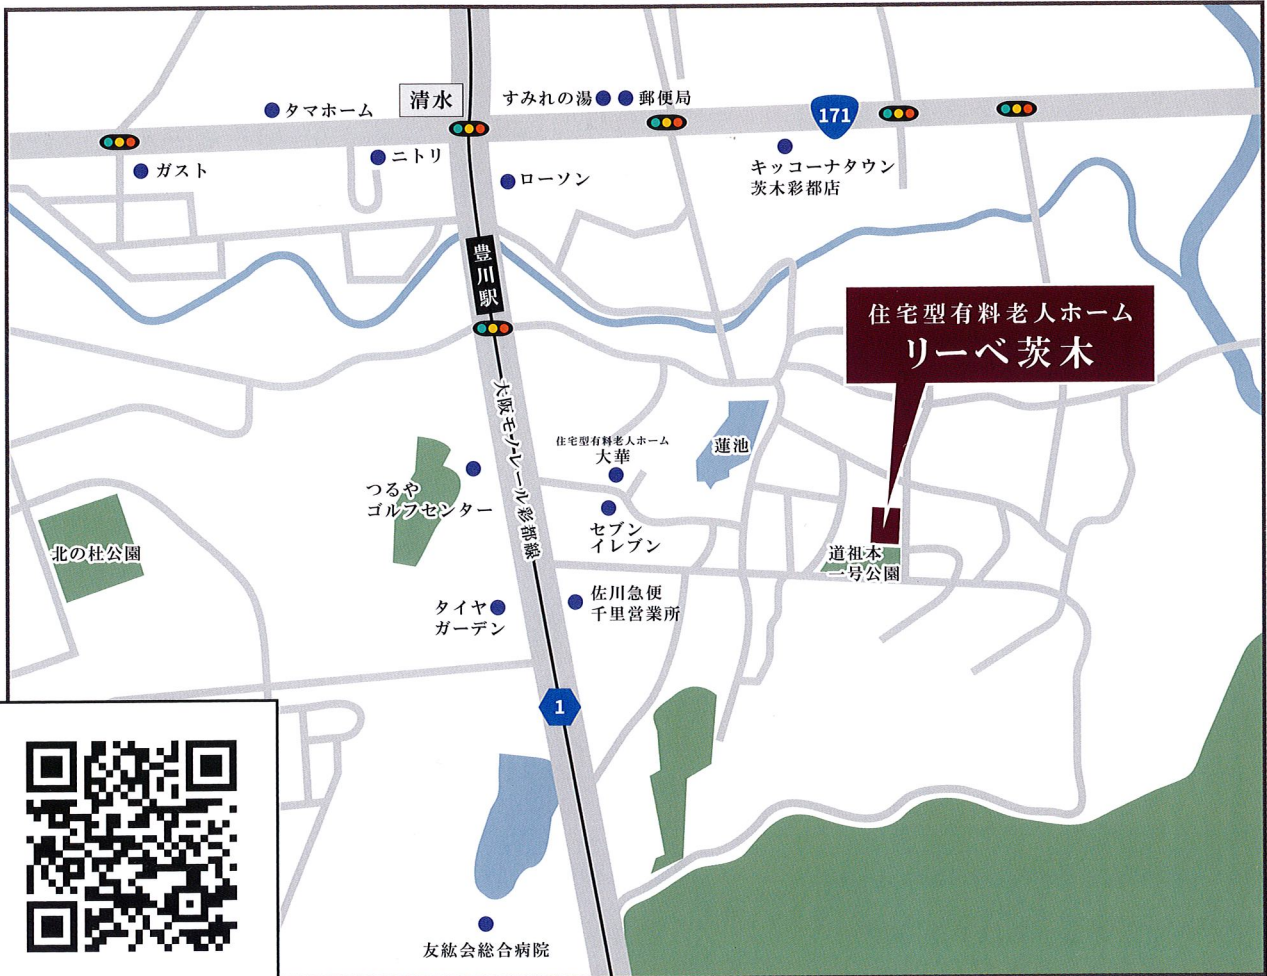 清水
すみれの湯
郵便局
タマホーム
171
ガスト
ニトリ
ローソン
キッコーナタウン
茨木彩都店
豊川駅
住宅型有料老人ホーム
リーベ茨木
大阪モノレール彩都線
住宅型有料老人ホーム
大華
蓮池
つるや
ゴルフセンター
セブン
イレブン
北の杜公園
道祖本
一号公園
タイヤ
ガーデン
佐川急便
千里営業所
1
友紘会総合病院